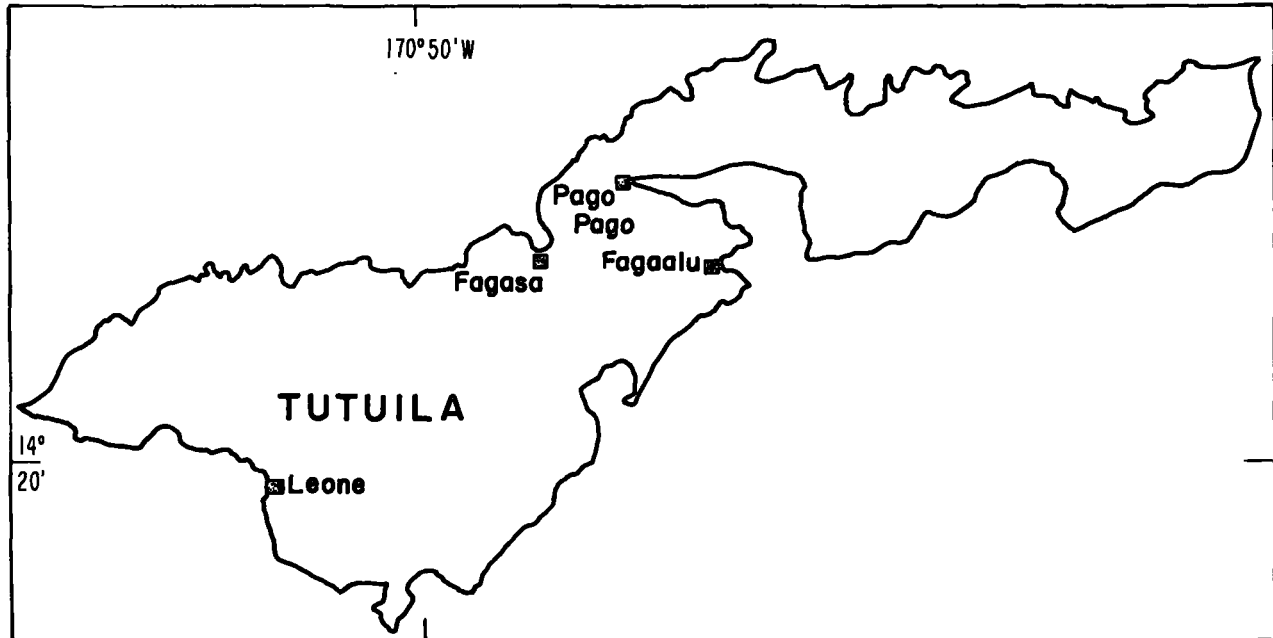 170°50'W
Pago
Pago
Fagaalu
Fagasa
TUTUILA
14°
20'
Leone